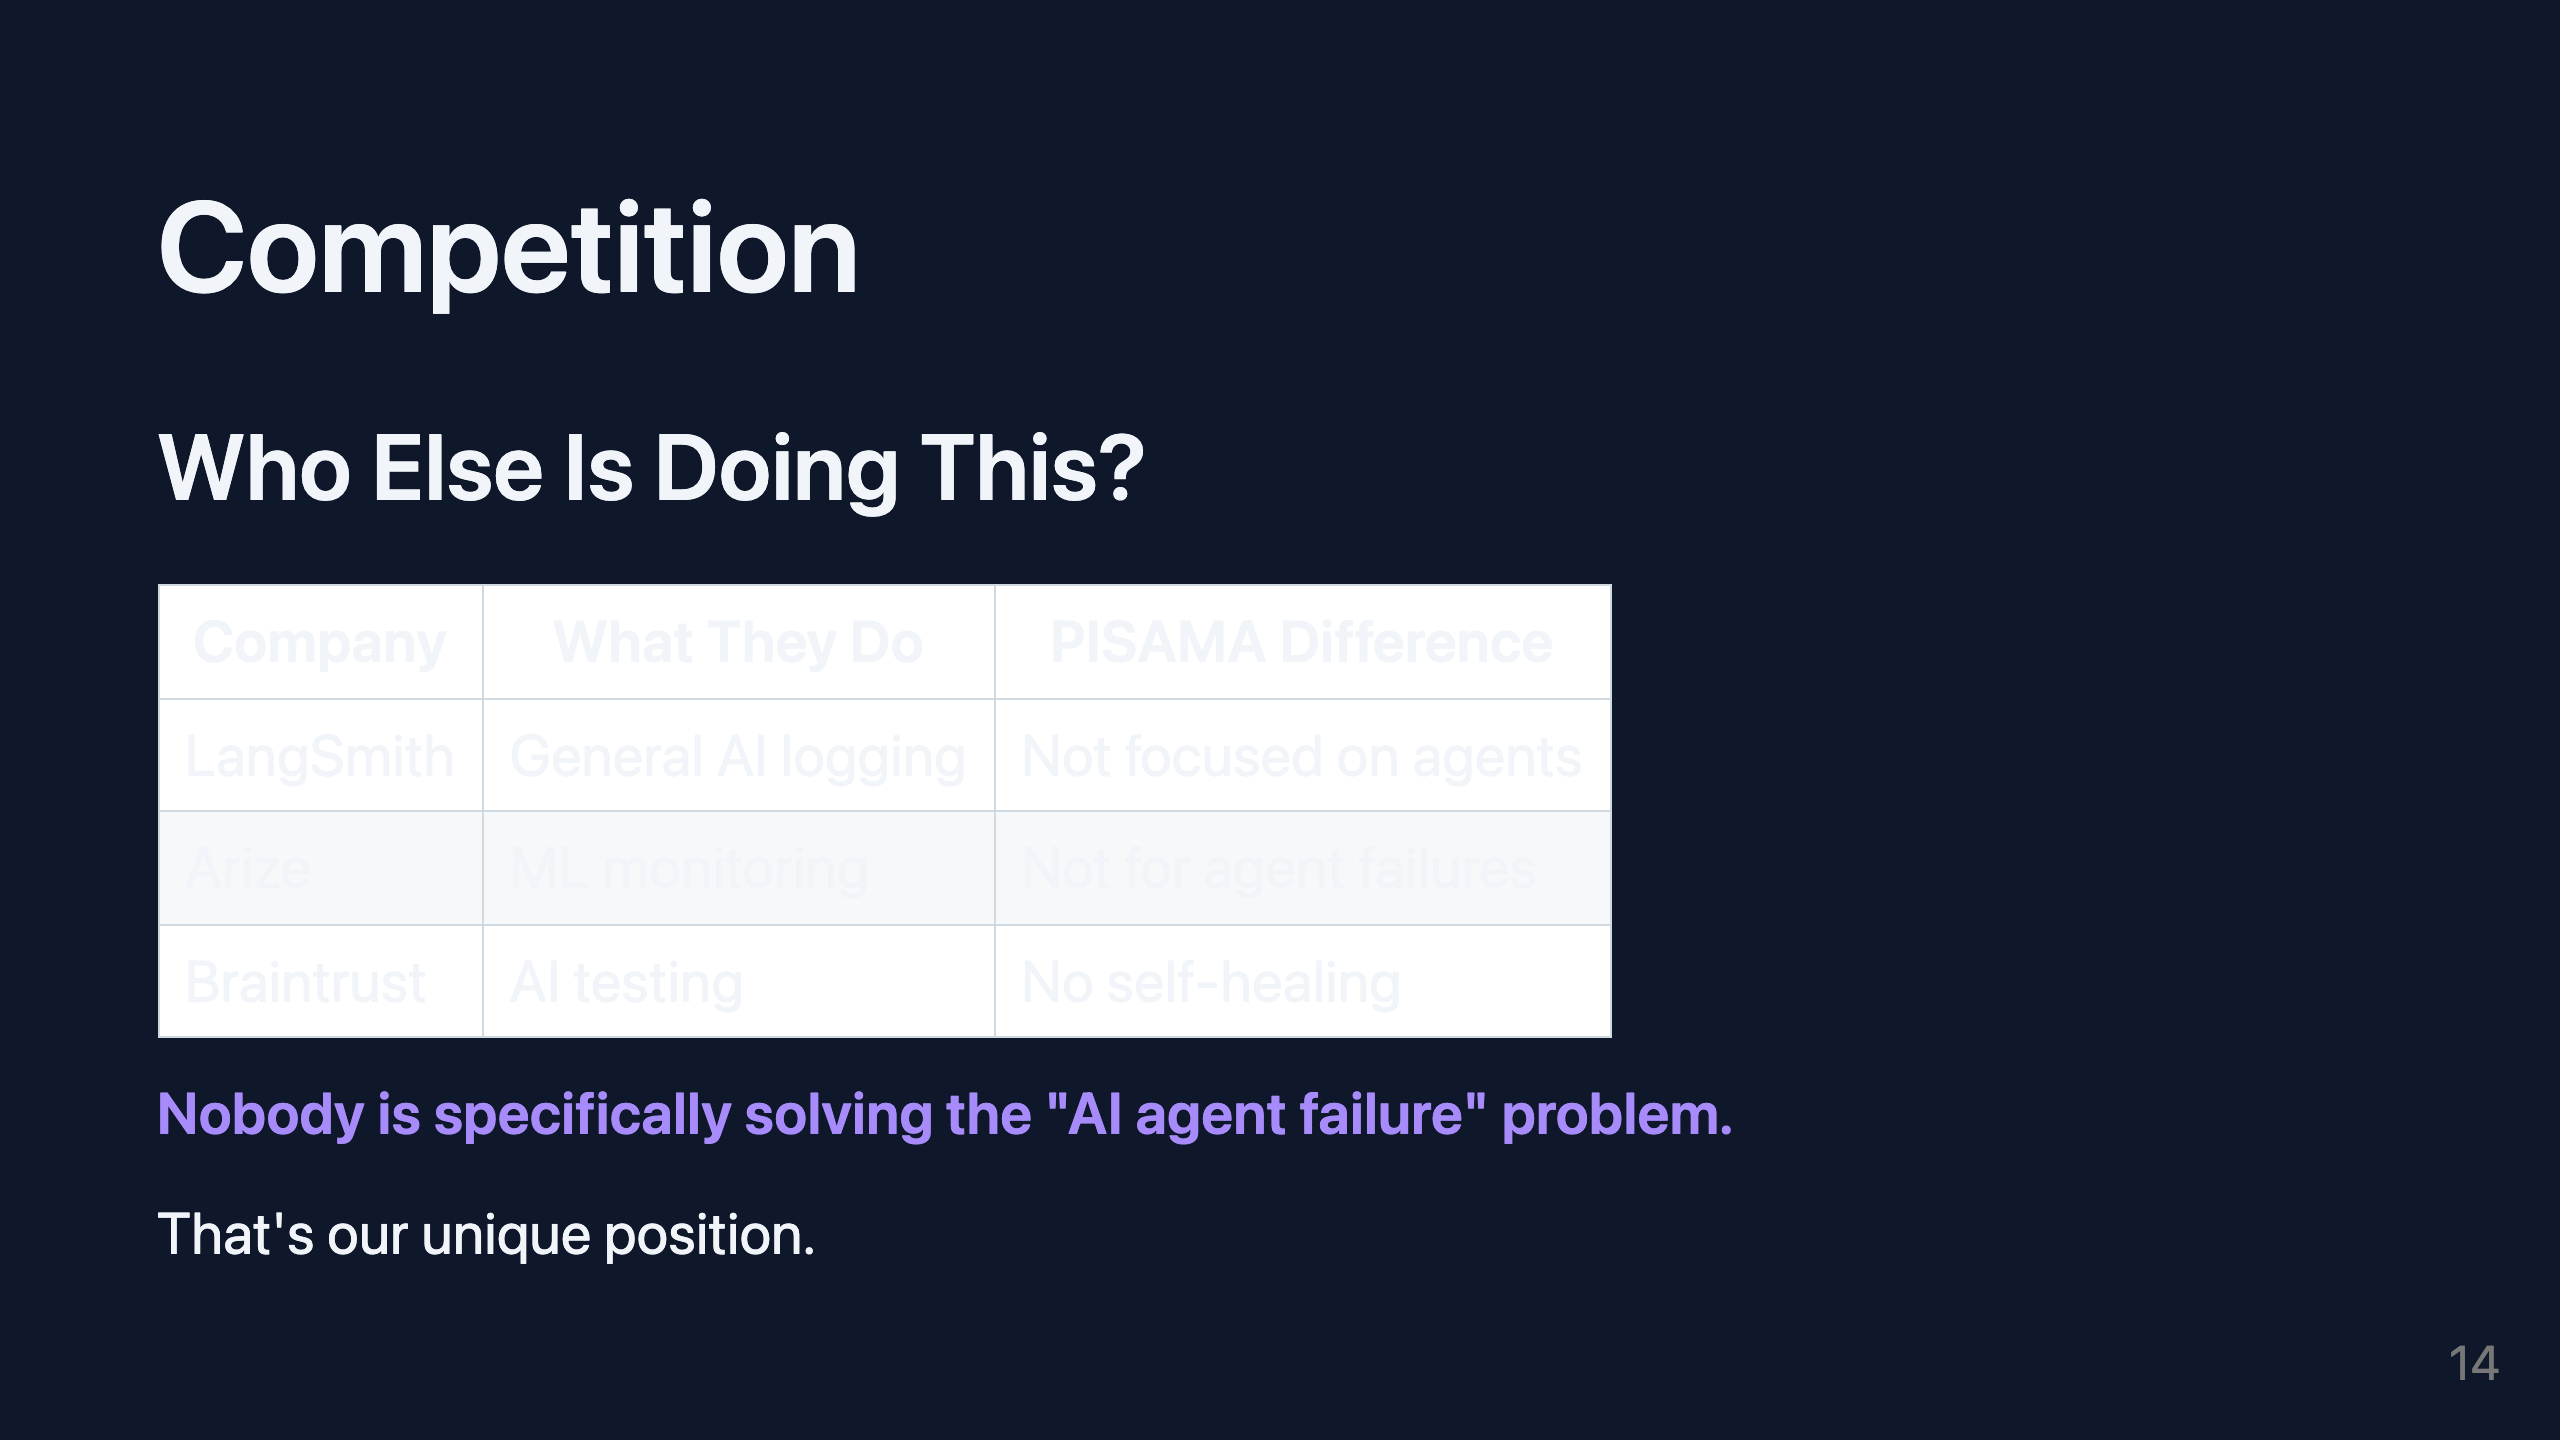 Competition
Who Else Is Doing This?
Company What They Do PISAMA Difference
LangSmith General AI logging Not focused on agents
Arize ML monitoring Not for agent failures
Braintrust AI testing No self-healing
Nobody is specifically solving the "AI agent failure" problem.
That's our unique position.
14